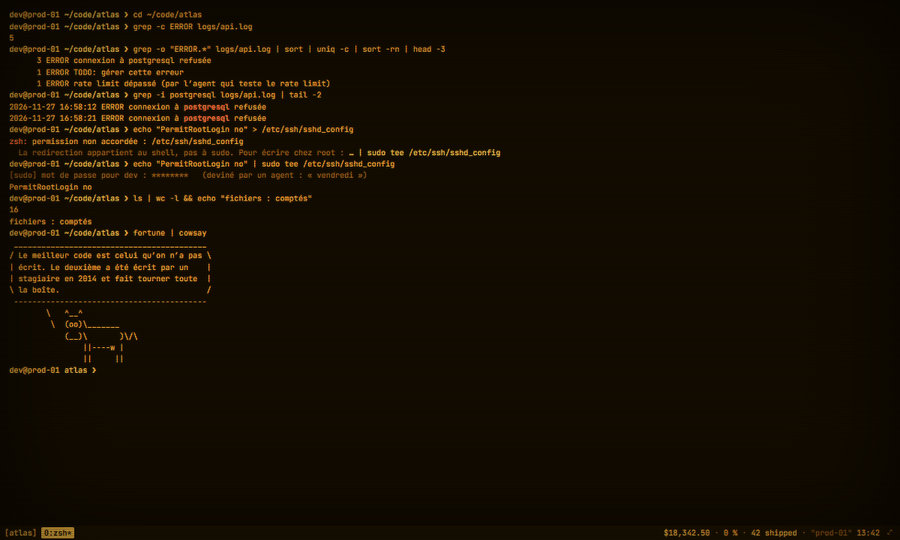 dev@prod-01 ~/code/atlas ❯ cd ~/code/atlas
dev@prod-01 ~/code/atlas ❯ grep -c ERROR logs/api.log
5
dev@prod-01 ~/code/atlas ❯ grep -o "ERROR.*" logs/api.log | sort | uniq -c | sort -rn | head -3
      3 ERROR connexion à postgresql refusée
      1 ERROR TODO: gérer cette erreur
      1 ERROR rate limit dépassé (par l’agent qui teste le rate limit)
dev@prod-01 ~/code/atlas ❯ grep -i postgresql logs/api.log | tail -2
2026-11-27 16:58:12 ERROR connexion à postgresql refusée
2026-11-27 16:58:21 ERROR connexion à postgresql refusée
dev@prod-01 ~/code/atlas ❯ echo "PermitRootLogin no" > /etc/ssh/sshd_config
zsh: permission non accordée : /etc/ssh/sshd_config
  La redirection appartient au shell, pas à sudo. Pour écrire chez root : … | sudo tee /etc/ssh/sshd_config
dev@prod-01 ~/code/atlas ❯ echo "PermitRootLogin no" | sudo tee /etc/ssh/sshd_config
[sudo] mot de passe pour dev : ********   (deviné par un agent : « vendredi »)
PermitRootLogin no
dev@prod-01 ~/code/atlas ❯ ls | wc -l && echo "fichiers : comptés"
16
fichiers : comptés
dev@prod-01 ~/code/atlas ❯ fortune | cowsay
 __________________________________________
/ Le meilleur code est celui qu’on n’a pas \
| écrit. Le deuxième a été écrit par un    |
| stagiaire en 2014 et fait tourner toute  |
\ la boîte.                                /
 ------------------------------------------
        \   ^__^
         \  (oo)\_______
            (__)\       )\/\
                ||----w |
                ||     ||
dev@prod-01 atlas ❯
[atlas] 0:zsh* $18,342.50 · 0 % · 42 shipped · "prod-01" 13:42